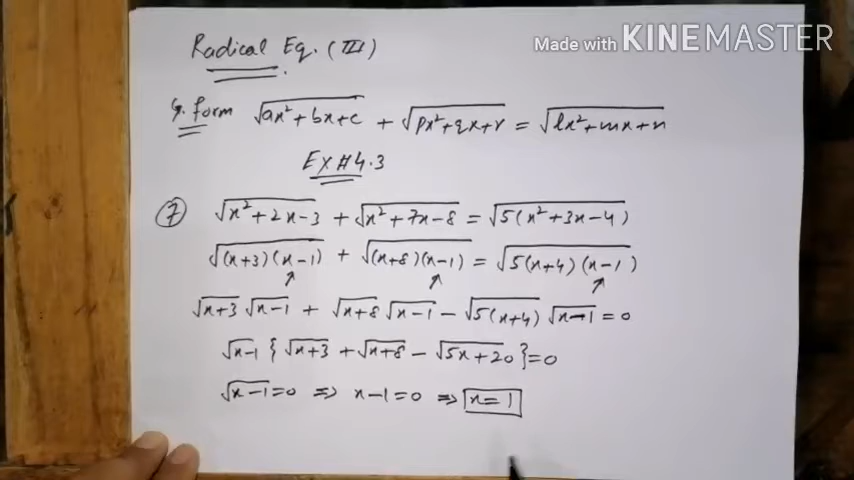 Radical Eq. (III)
Made with KINEMASTER
form √ax²+bx+c + √px²+qx+r = √lx²+mx+n
EX#4.3
7 √x²+2x-3 + √x²+7x-8 = √5(x²+3x-4)
√(x+3)(x-1) + √(x+8)(x-1) = √5(x+4)(x-1)
√x+3 √x-1 + √x+8 √x-1 - √5(x+4) √x-1 = 0
√x-1 { √x+3 + √x+8 - √5x+20 } = 0
√x-1 = 0 ⇒ x-1 = 0 ⇒ x = 1